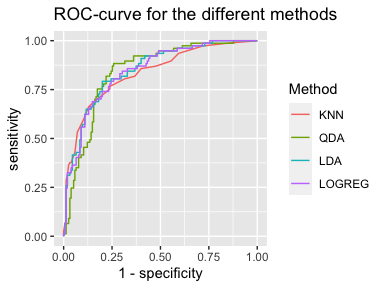 ROC-curve for the different methods
1.00
0.75
0.50
0.25
0.00
sensitivity
0.00 0.25 0.50 0.75 1.00
1 - specificity
Method
KNN
QDA
LDA
LOGREG